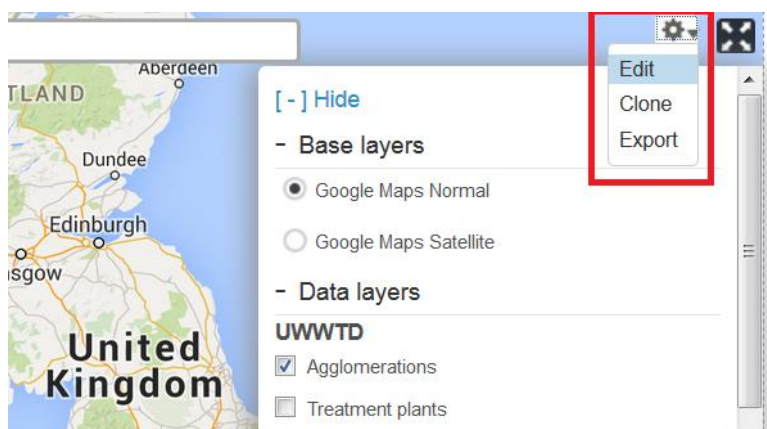 Edit
Clone
Export
[ - ] Hide
- Base layers
Google Maps Normal
Google Maps Satellite
- Data layers
UWWTD
Agglomerations
Treatment plants
Aberdeen
TLAND
Dundee
Edinburgh
sgow
United
Kingdom